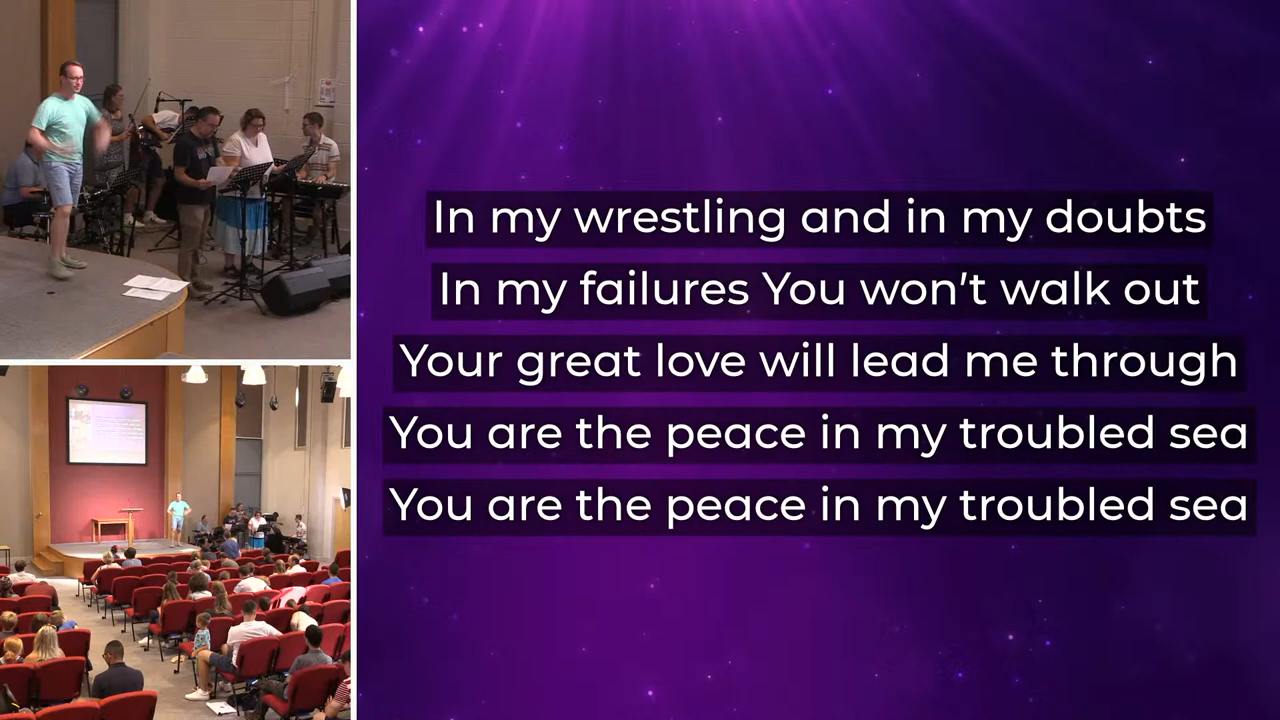 In my wrestling and in my doubts
In my failures You won't walk out
Your great love will lead me through
You are the peace in my troubled sea
You are the peace in my troubled sea